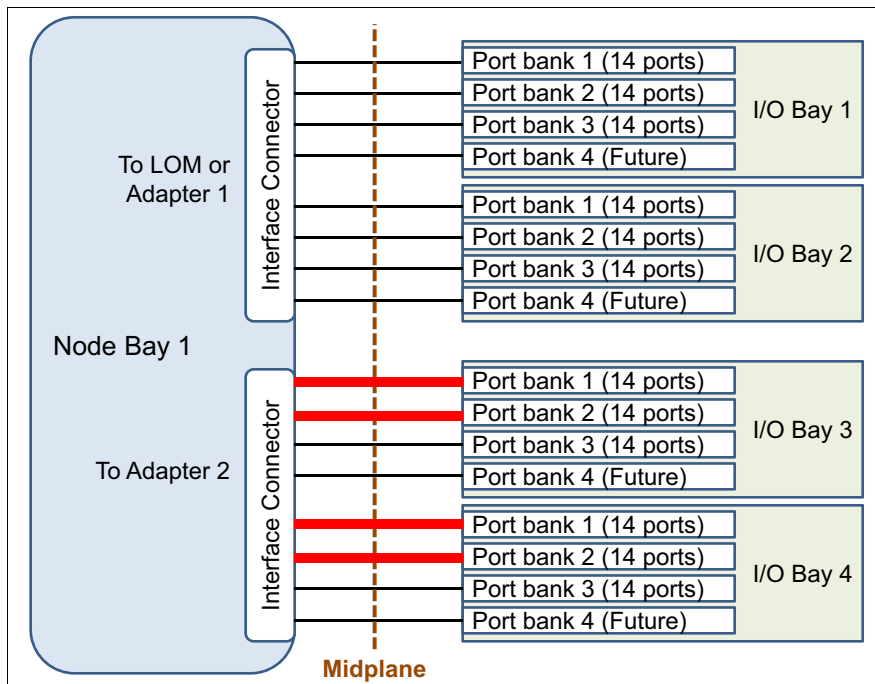 Port bank 1 (14 ports)
Port bank 2 (14 ports)
Port bank 3 (14 ports)
Port bank 4 (Future)
I/O Bay 1
To LOM or
Adapter 1
Interface Connector
Port bank 1 (14 ports)
Port bank 2 (14 ports)
Port bank 3 (14 ports)
Port bank 4 (Future)
I/O Bay 2
Node Bay 1
Port bank 1 (14 ports)
Port bank 2 (14 ports)
Port bank 3 (14 ports)
Port bank 4 (Future)
I/O Bay 3
To Adapter 2
Interface Connector
Port bank 1 (14 ports)
Port bank 2 (14 ports)
Port bank 3 (14 ports)
Port bank 4 (Future)
I/O Bay 4
Midplane